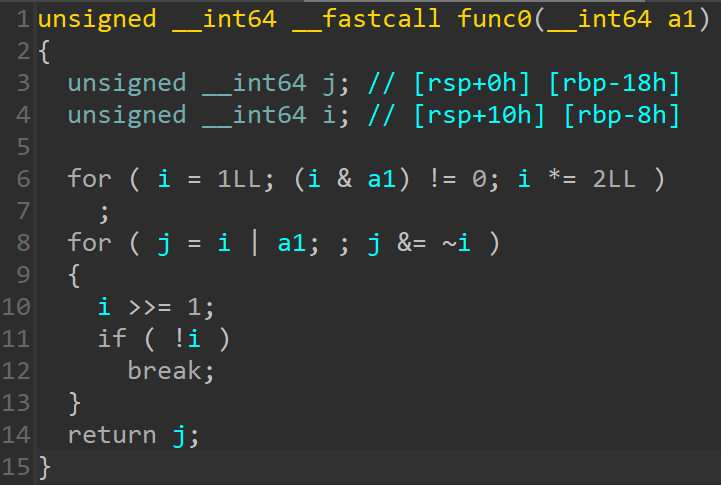 1 unsigned __int64 __fastcall func0(__int64 a1)
2 {
3   unsigned __int64 j; // [rsp+0h] [rbp-18h]
4   unsigned __int64 i; // [rsp+10h] [rbp-8h]
5
6   for ( i = 1LL; (i & a1) != 0; i *= 2LL )
7     ;
8   for ( j = i | a1; ; j &= ~i )
9   {
10     i >>= 1;
11     if ( !i )
12       break;
13   }
14   return j;
15 }